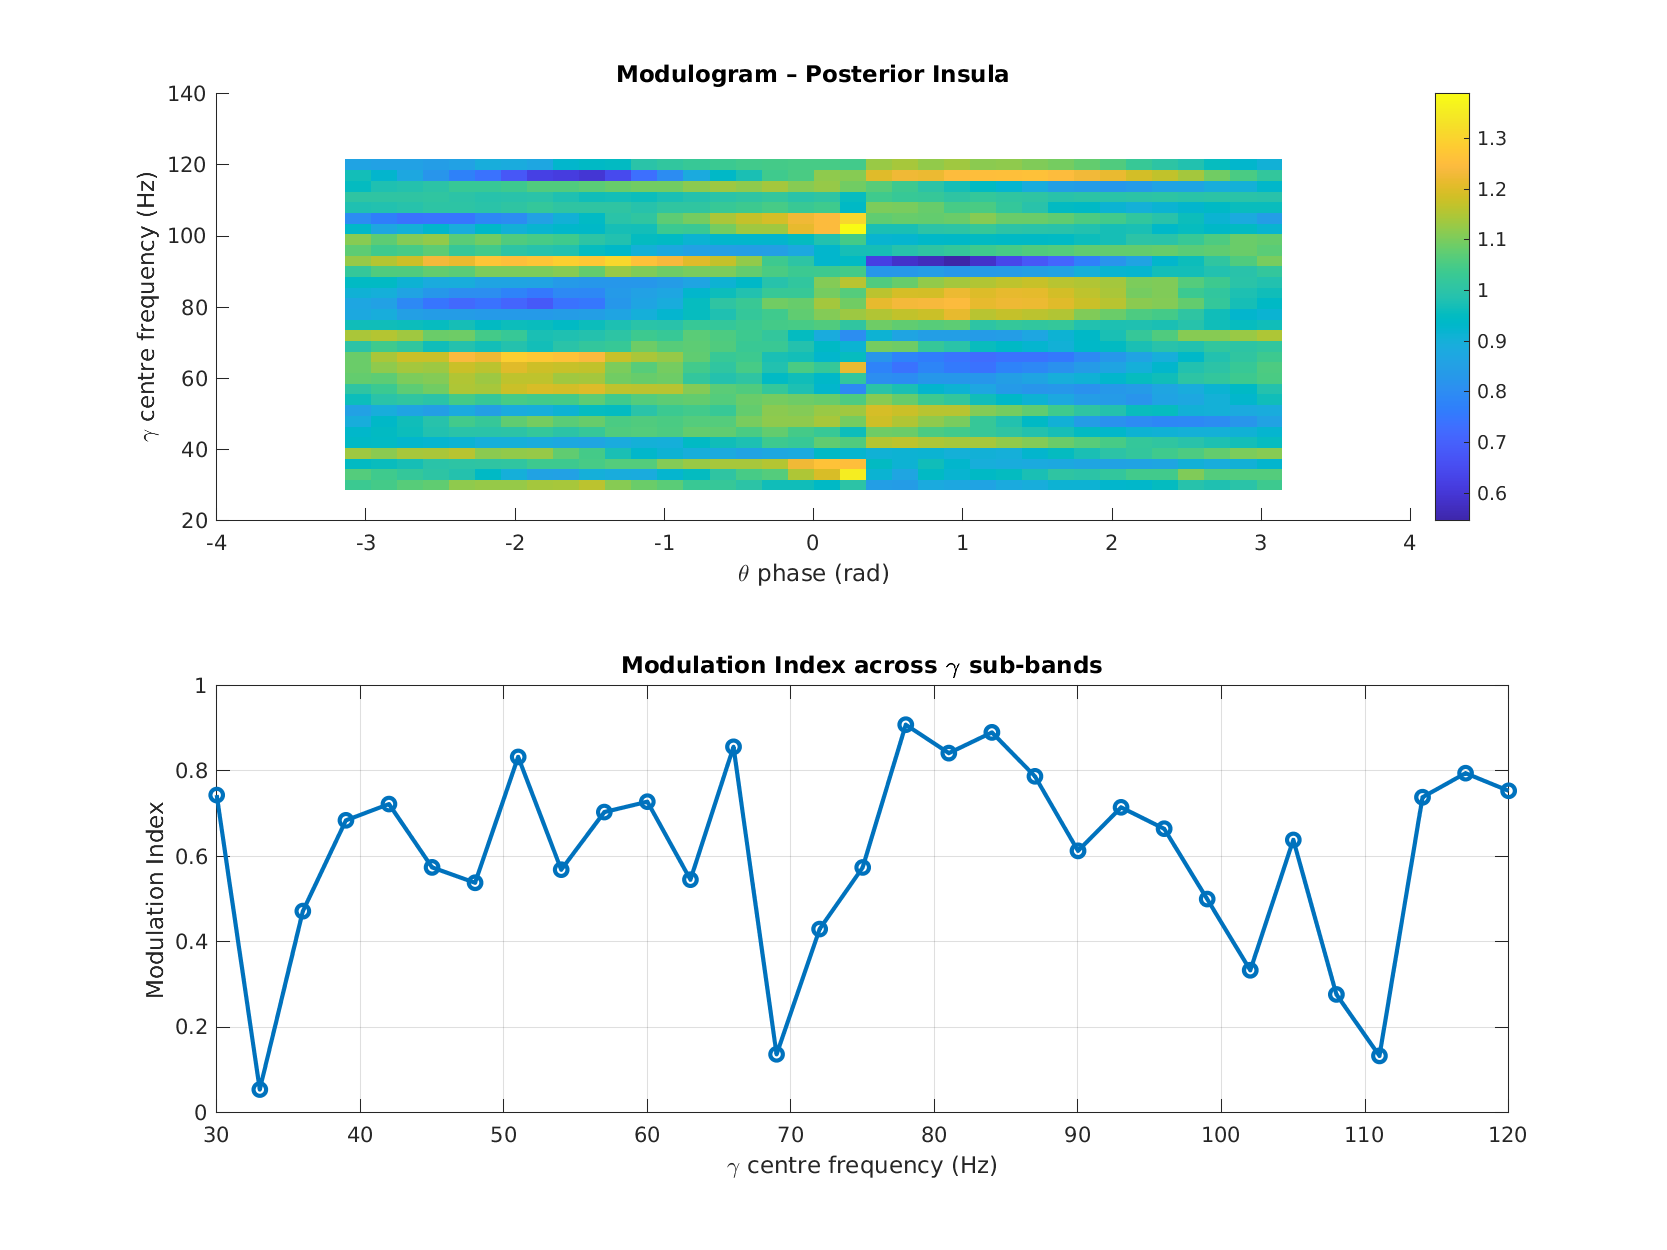 Modulogram – Posterior Insula
140
120
100
80
60
40
20
γ centre frequency (Hz)
-4 -3 -2 -1 0 1 2 3 4
θ phase (rad)
1.3
1.2
1.1
1
0.9
0.8
0.7
0.6
Modulation Index across γ sub-bands
1
0.8
0.6
0.4
0.2
0
Modulation Index
30 40 50 60 70 80 90 100 110 120
γ centre frequency (Hz)